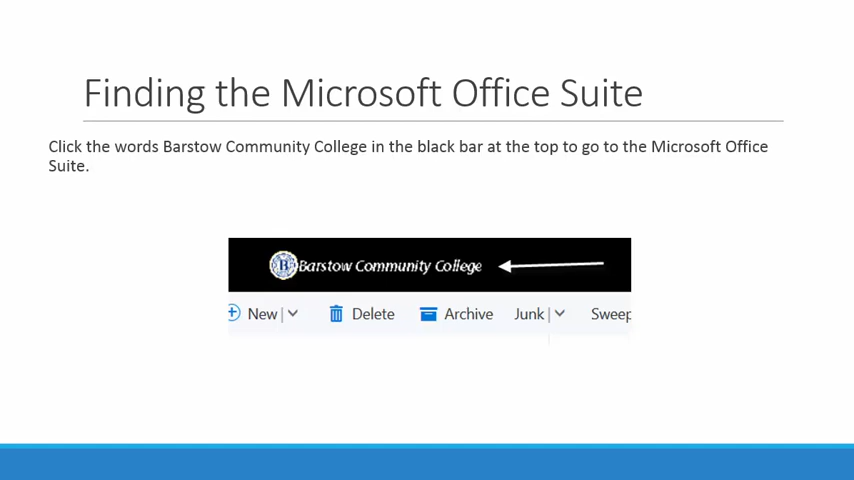 Finding the Microsoft Office Suite
Click the words Barstow Community College in the black bar at the top to go to the Microsoft Office
Suite.
B Barstow Community College
New | Delete Archive Junk | Sweep